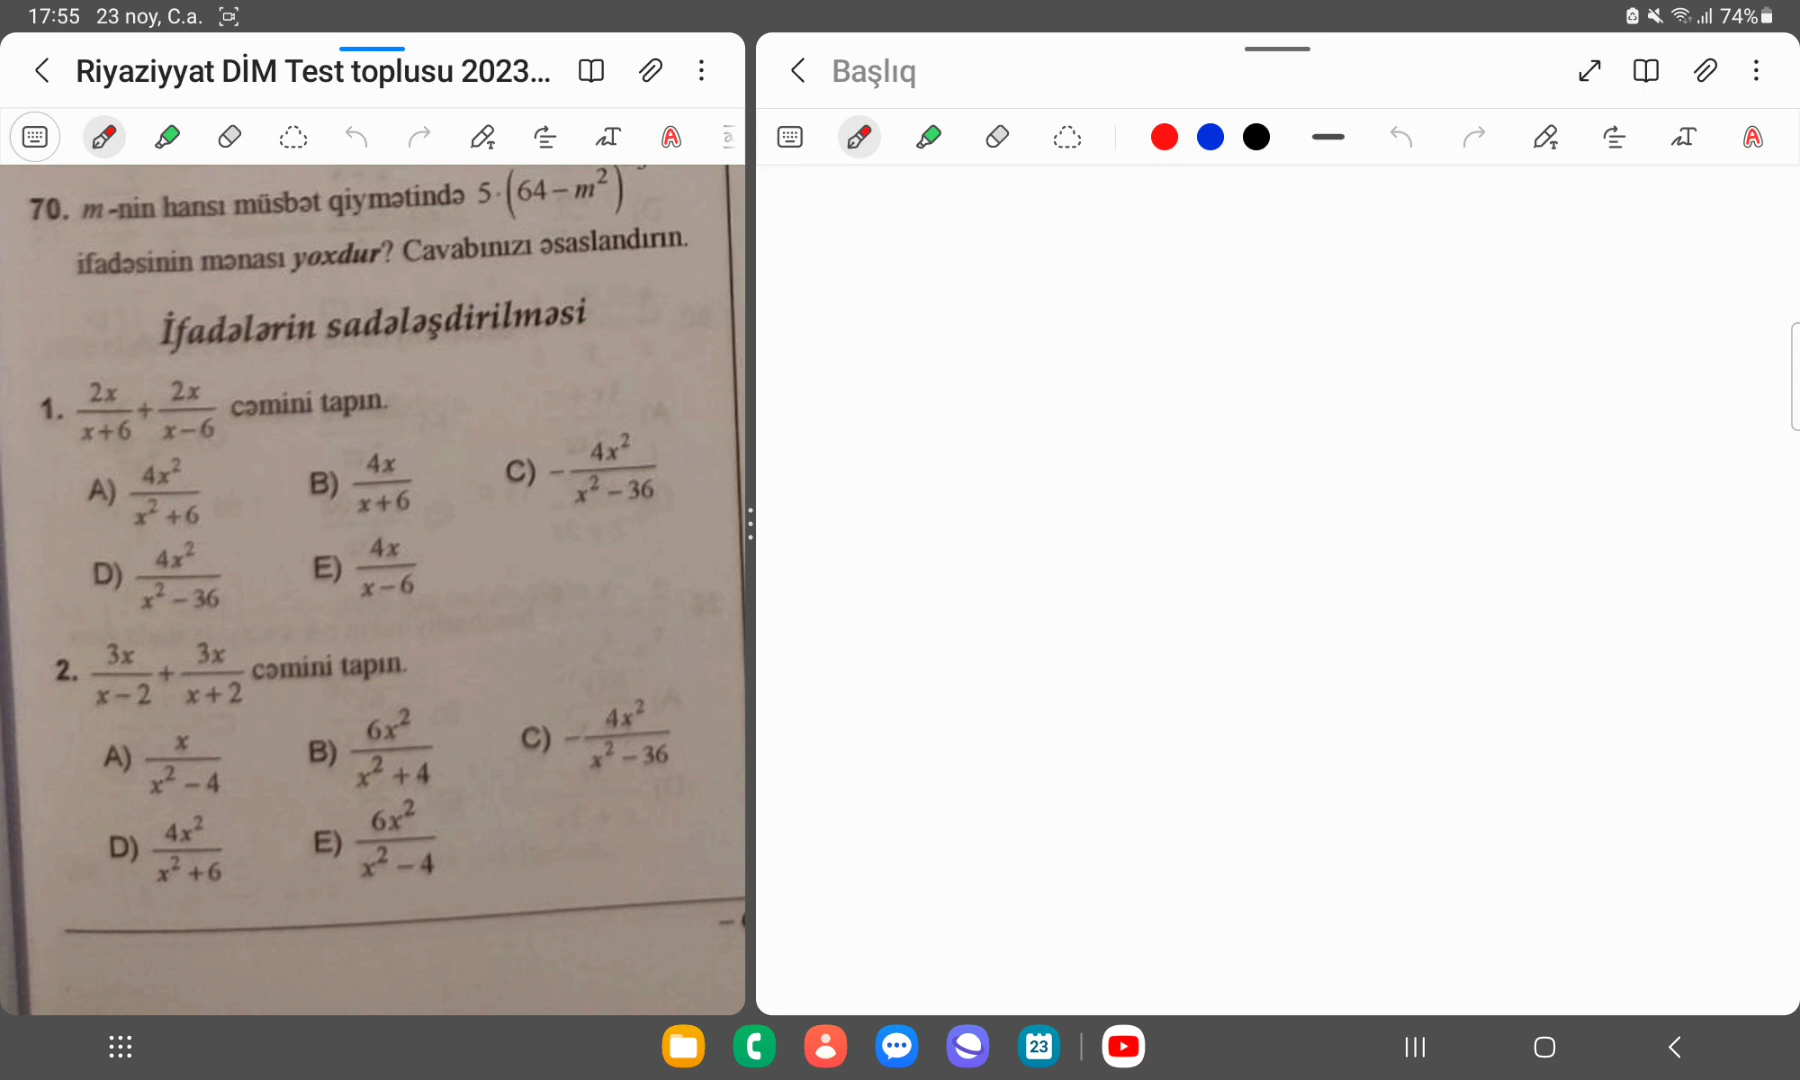 17:55 23 noy, C.a. 74%
Riyaziyyat DİM Test toplusu 2023...
70. m-nin hansı müsbət qiymətində 5·(64–m²)
ifadəsinin mənası yoxdur? Cavabınızı əsaslandırın.
İfadələrin sadələşdirilməsi
1. 2x/(x+6) + 2x/(x–6) cəmini tapın.
A) 4x²/(x²+6) B) 4x/(x+6) C) –4x²/(x²–36)
D) 4x²/(x²–36) E) 4x/(x–6)
2. 3x/(x–2) + 3x/(x+2) cəmini tapın.
A) x/(x²–4) B) 6x²/(x²+4) C) –4x²/(x²–36)
D) 4x²/(x²+6) E) 6x²/(x²–4)
Başlıq
23